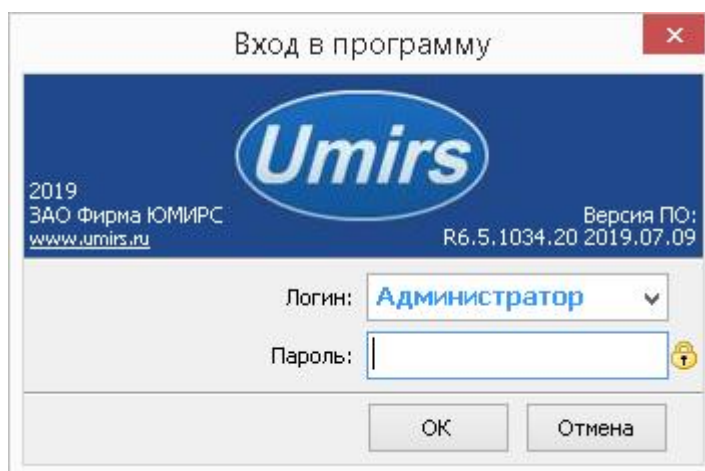 Вход в программу
Umirs
2019
ЗАО Фирма ЮМИРС
www.umirs.ru
Версия ПО:
R6.5.1034.20 2019.07.09
Логин: Администратор
Пароль:
ОК Отмена